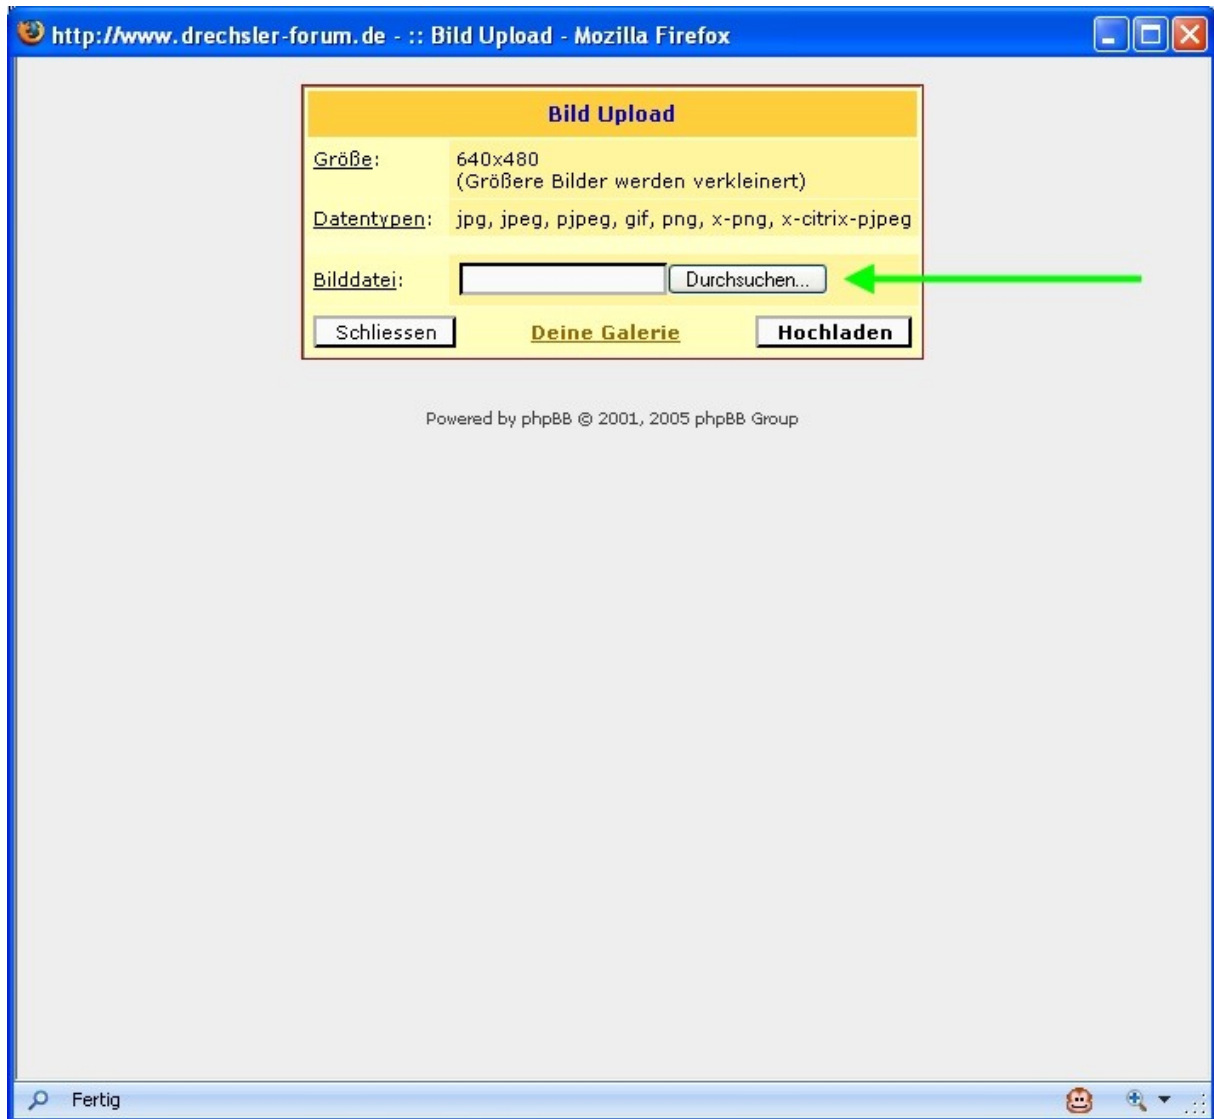 http://www.drechsler-forum.de - :: Bild Upload - Mozilla Firefox
Bild Upload
Größe: 640x480
(Größere Bilder werden verkleinert)
Datentypen: jpg, jpeg, pjpeg, gif, png, x-png, x-citrix-pjpeg
Bilddatei: Durchsuchen...
Schliessen Deine Galerie Hochladen
Powered by phpBB © 2001, 2005 phpBB Group
Fertig